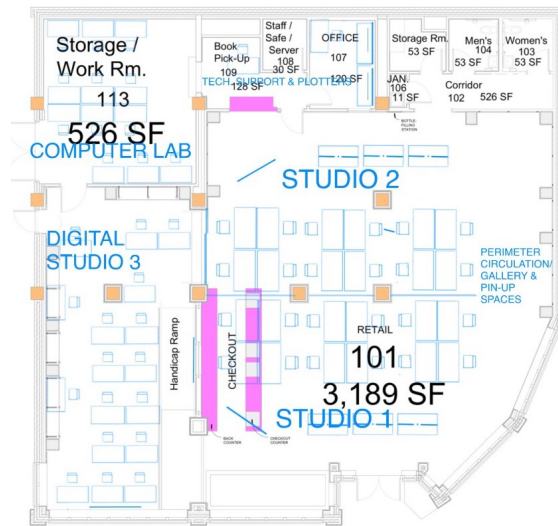 Storage /
Work Rm.
113
526 SF
COMPUTER LAB
Book
Pick-Up
109
128 SF
Staff /
Safe /
Server
108
30 SF
OFFICE
107
120 SF
TECH. SUPPORT & PLOTTERS
Storage Rm.
53 SF
Men's
104
53 SF
Women's
103
53 SF
JAN.
106
11 SF
Corridor
102 526 SF
BOTTLE
FILLING
STATION
STUDIO 2
DIGITAL
STUDIO 3
PERIMETER
CIRCULATION/
GALLERY &
PIN-UP
SPACES
Handicap Ramp
CHECKOUT
RETAIL
101
3,189 SF
STUDIO 1
BACK
COUNTER
CHECKOUT
COUNTER